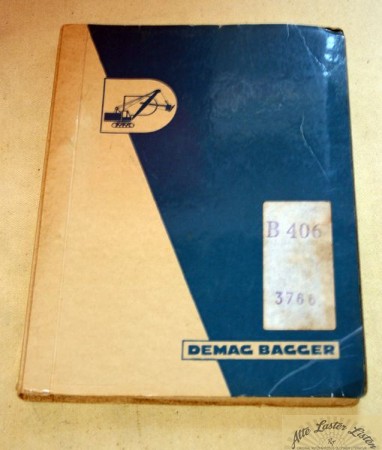 B 406
3766
DEMAG BAGGER
Alte Laster Listen